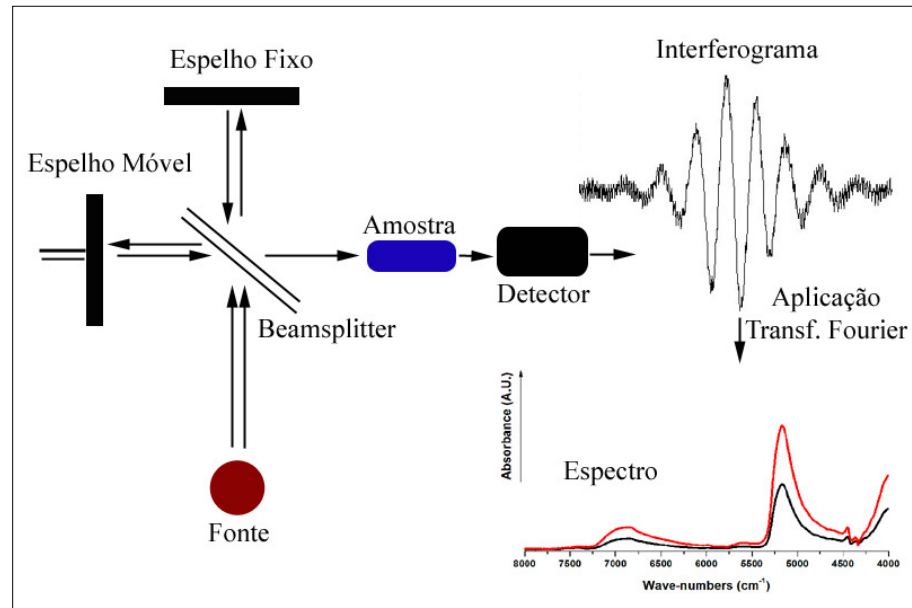 Espelho Fixo
Interferograma
Espelho Móvel
Amostra
Detector
Beamsplitter
Aplicação
Transf. Fourier
Fonte
Absorbance (A.U.)
Espectro
8000 7500 7000 6500 6000 5500 5000 4500 4000
Wave-numbers (cm⁻¹)